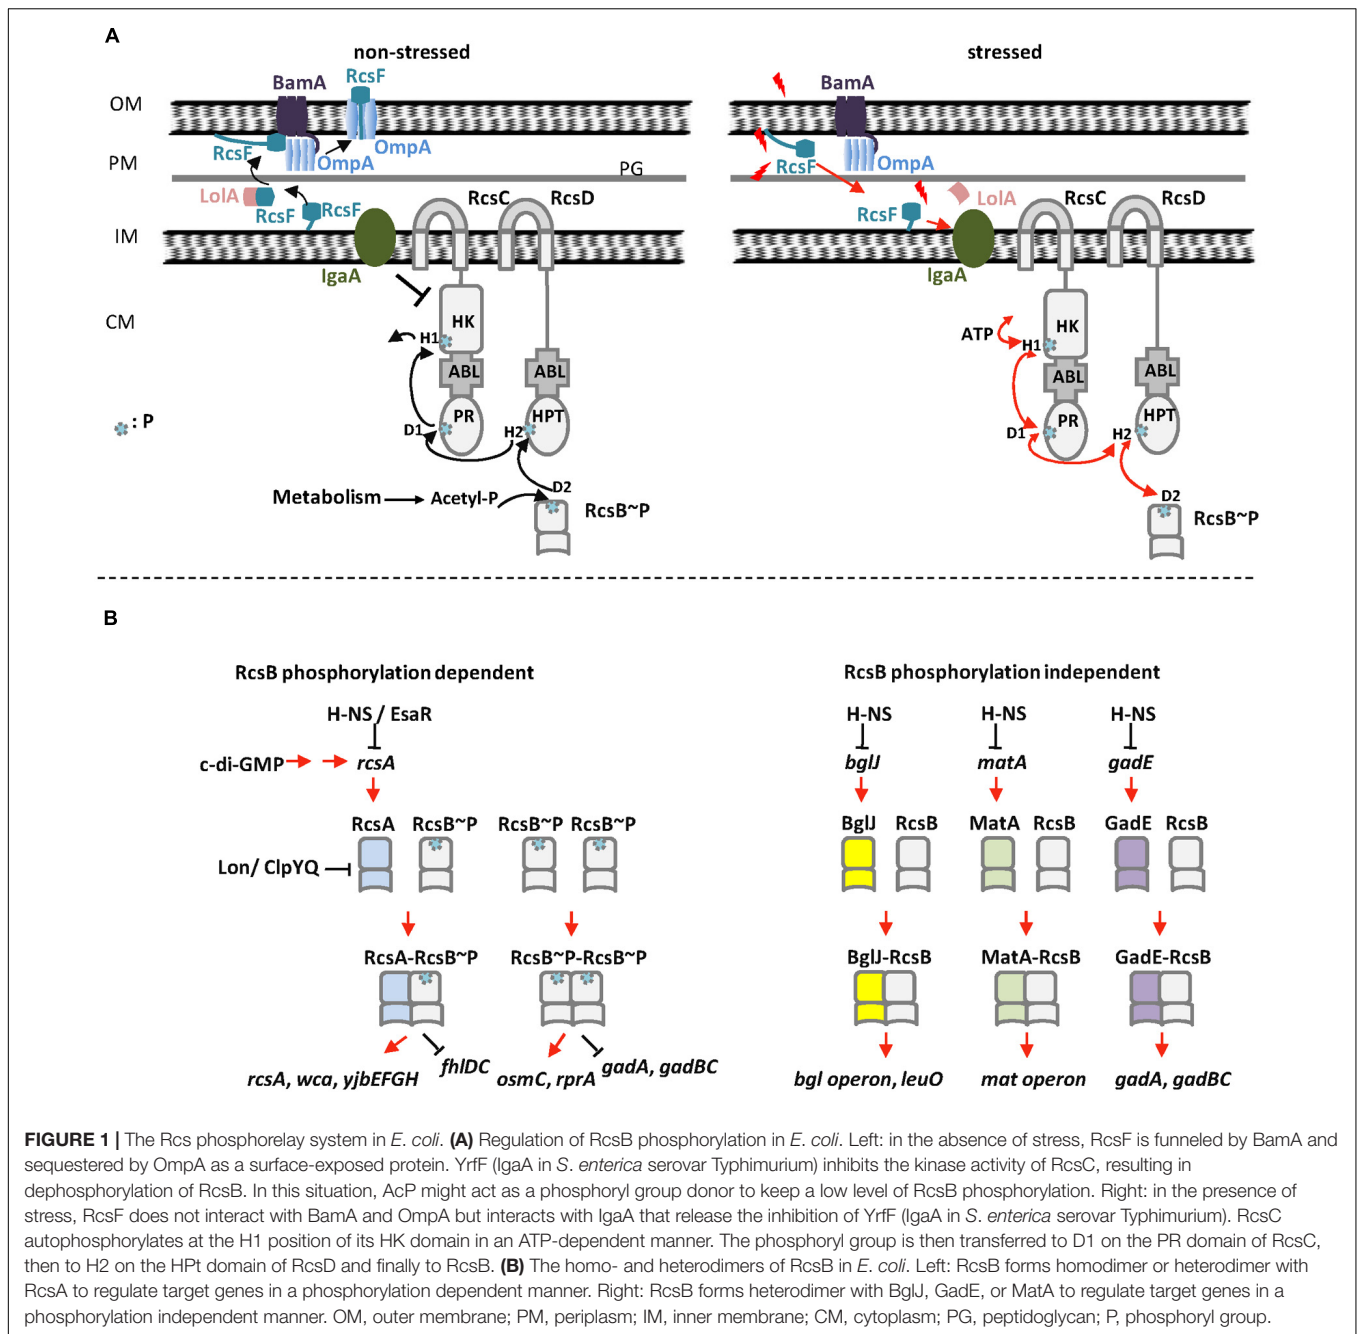 A
non-stressed
stressed
RcsF
BamA
BamA
OM
RcsF
OmpA
OmpA
RcsF
OmpA
PM
PG
LolA
RcsF
RcsF
RcsC
RcsD
RcsF
LolA
RcsC
RcsD
IM
IgaA
IgaA
CM
HK
H1
ATP
HK
H1
ABL
ABL
ABL
ABL
: P
D1
PR
H2
HPT
D1
PR
H2
HPT
Metabolism
Acetyl-P
D2
RcsB~P
D2
RcsB~P
B
RcsB phosphorylation dependent
RcsB phosphorylation independent
H-NS / EsaR
H-NS
H-NS
H-NS
c-di-GMP
rcsA
bglJ
matA
gadE
RcsA
RcsB~P
RcsB~P
RcsB~P
BglJ
RcsB
MatA
RcsB
GadE
RcsB
Lon/ ClpYQ
RcsA-RcsB~P
RcsB~P-RcsB~P
BglJ-RcsB
MatA-RcsB
GadE-RcsB
rcsA, wca, yjbEFGH
fhlDC
osmC, rprA
gadA, gadBC
bgl operon, leuO
mat operon
gadA, gadBC
FIGURE 1 | The Rcs phosphorelay system in E. coli. (A) Regulation of RcsB phosphorylation in E. coli. Left: in the absence of stress, RcsF is funneled by BamA and
sequestered by OmpA as a surface-exposed protein. YrfF (IgaA in S. enterica serovar Typhimurium) inhibits the kinase activity of RcsC, resulting in
dephosphorylation of RcsB. In this situation, AcP might act as a phosphoryl group donor to keep a low level of RcsB phosphorylation. Right: in the presence of
stress, RcsF does not interact with BamA and OmpA but interacts with IgaA that release the inhibition of YrfF (IgaA in S. enterica serovar Typhimurium). RcsC
autophosphorylates at the H1 position of its HK domain in an ATP-dependent manner. The phosphoryl group is then transferred to D1 on the PR domain of RcsC,
then to H2 on the HPt domain of RcsD and finally to RcsB. (B) The homo- and heterodimers of RcsB in E. coli. Left: RcsB forms homodimer or heterodimer with
RcsA to regulate target genes in a phosphorylation dependent manner. Right: RcsB forms heterodimer with BglJ, GadE, or MatA to regulate target genes in a
phosphorylation independent manner. OM, outer membrane; PM, periplasm; IM, inner membrane; CM, cytoplasm; PG, peptidoglycan; P, phosphoryl group.